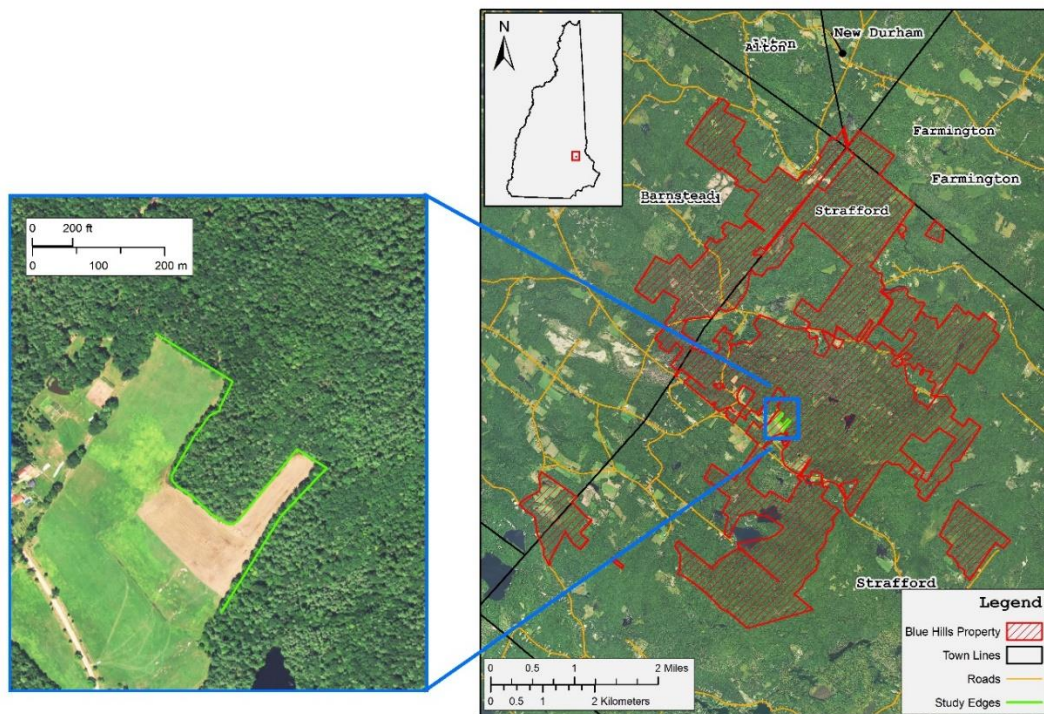 0 200 ft
0 100 200 m
N
Alton
Alton
New Durham
Farmington
Farmington
Barnstead
Strafford
Strafford
0 0.5 1 2 Miles
0 0.5 1 2 Kilometers
Legend
Blue Hills Property
Town Lines
Roads
Study Edges